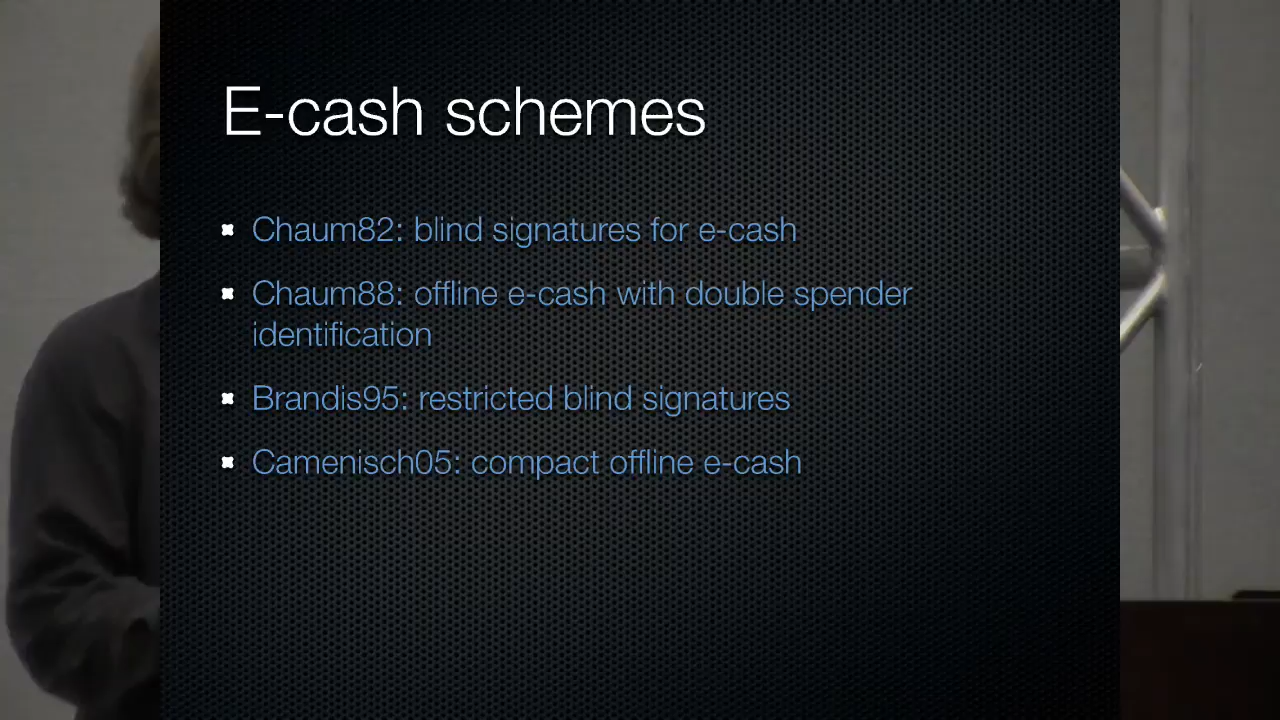 E-cash schemes
Chaum82: blind signatures for e-cash
Chaum88: offline e-cash with double spender
identification
Brandis95: restricted blind signatures
Camenisch05: compact offline e-cash